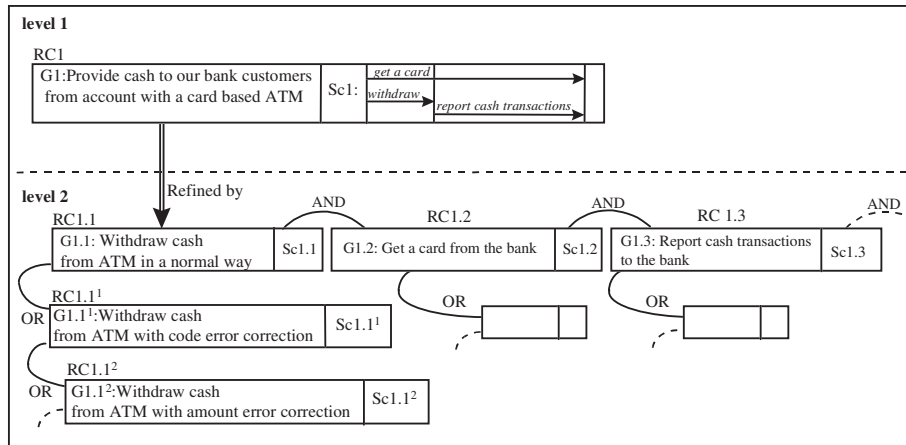 level 1
RC1
G1:Provide cash to our bank customers
from account with a card based ATM
Sc1:
get a card
withdraw
report cash transactions
Refined by
level 2
AND
AND
AND
RC1.1
RC1.2
RC 1.3
G1.1: Withdraw cash
from ATM in a normal way
Sc1.1
G1.2: Get a card from the bank
Sc1.2
G1.3: Report cash transactions
to the bank
Sc1.3
RC1.1¹
OR
G1.1¹:Withdraw cash
from ATM with code error correction
Sc1.1¹
OR
OR
RC1.1²
OR
G1.1²:Withdraw cash
from ATM with amount error correction
Sc1.1²